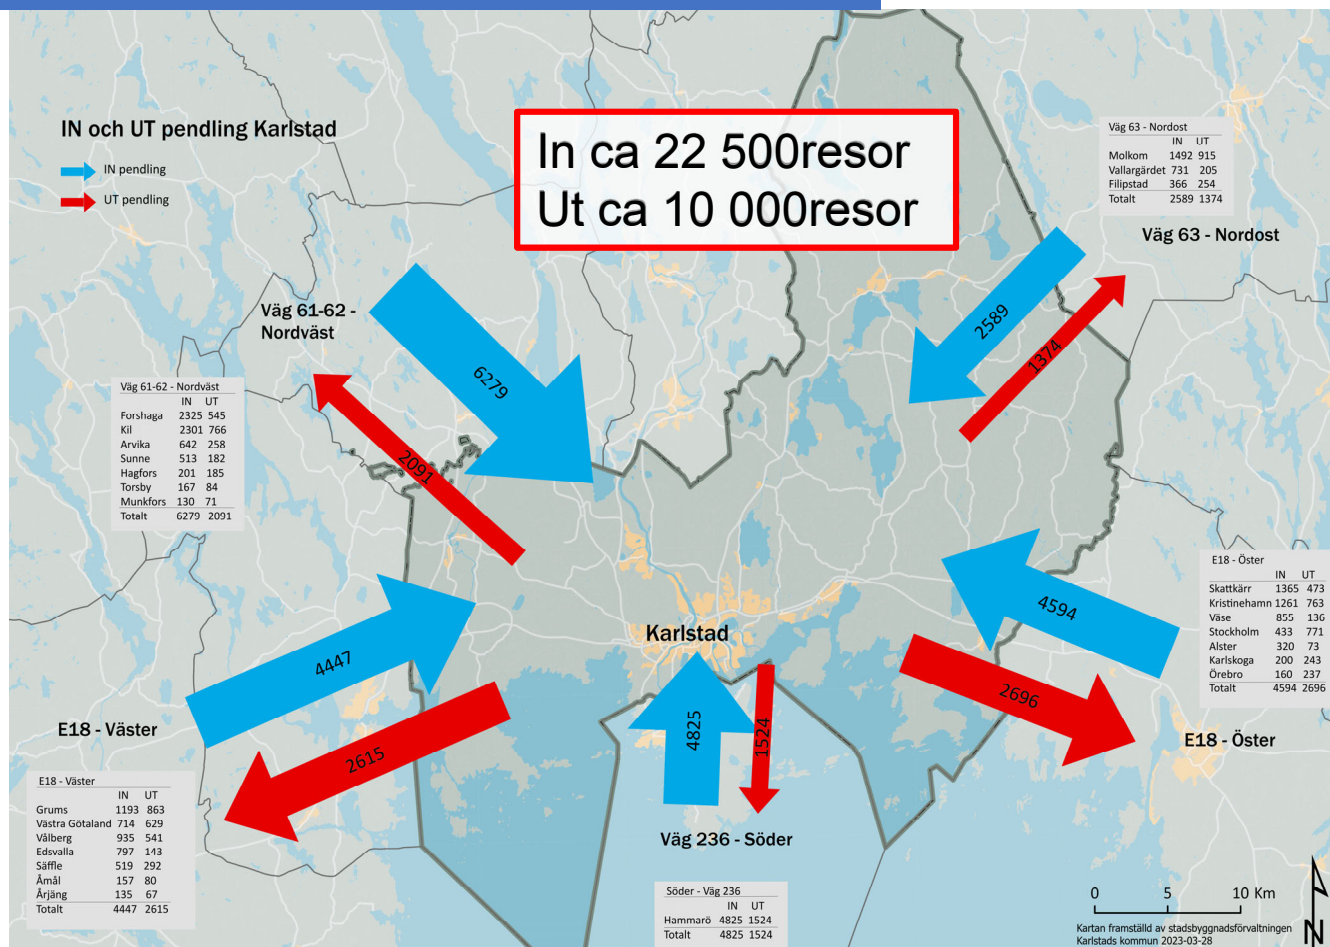 IN och UT pendling Karlstad
IN pendling
UT pendling
In ca 22 500resor
Ut ca 10 000resor
Väg 63 - Nordost
IN UT
Molkom 1492 915
Vallargärdet 731 205
Filipstad 366 254
Totalt 2589 1374
Väg 63 - Nordost
2589
1374
Väg 61-62 -
Nordväst
6279
2091
Väg 61-62 - Nordväst
IN UT
Forshaga 2325 545
Kil 2301 766
Arvika 642 258
Sunne 513 182
Hagfors 201 185
Torsby 167 84
Munkfors 130 71
Totalt 6279 2091
E18 - Öster
IN UT
Skattkärr 1365 473
Kristinehamn 1261 763
Väse 855 136
Stockholm 433 771
Alster 320 73
Karlskoga 200 243
Örebro 160 237
Totalt 4594 2696
4594
2696
E18 - Öster
Karlstad
4447
2615
E18 - Väster
E18 - Väster
IN UT
Grums 1193 863
Västra Götaland 714 629
Vålberg 935 541
Edsvalla 797 143
Säffle 519 292
Åmål 157 80
Årjäng 135 67
Totalt 4447 2615
4825
1524
Väg 236 - Söder
Söder - Väg 236
IN UT
Hammarö 4825 1524
Totalt 4825 1524
0 5 10 Km
Kartan framställd av stadsbyggnadsförvaltningen
Karlstads kommun 2023-03-28
N